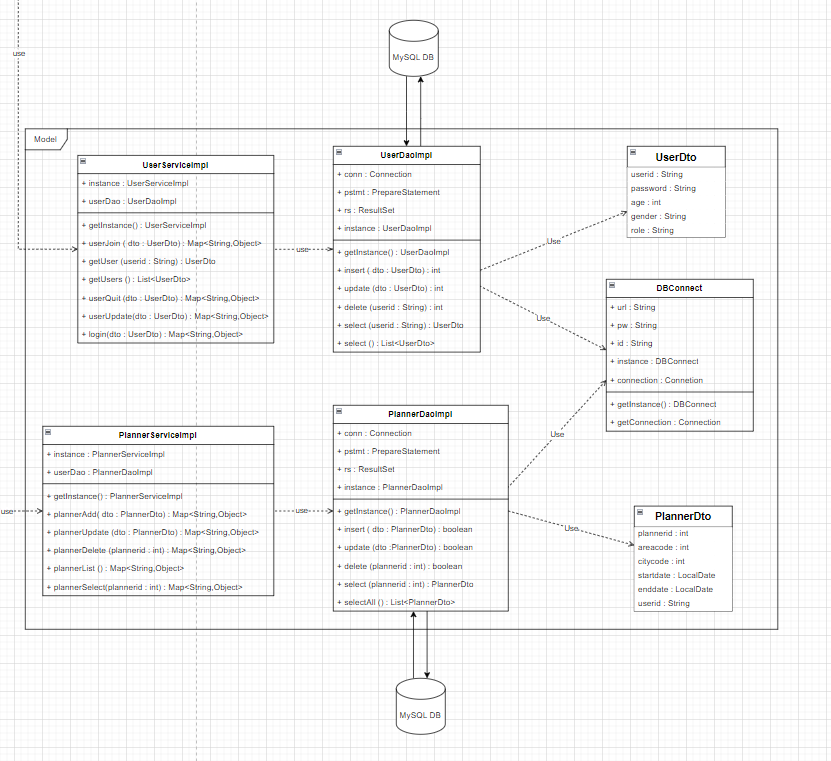 use
MySQL DB
Model
UserServiceImpl
+ instance : UserServiceImpl
+ userDao : UserDaoImpl
+ getInstance() : UserServiceImpl
+ userJoin ( dto : UserDto) : Map<String,Object>
+ getUser (userid : String) : UserDto
+ getUsers () : List<UserDto>
+ userQuit (dto : UserDto) : Map<String,Object>
+ userUpdate(dto : UserDto) : Map<String,Object>
+ login(dto : UserDto) : Map<String,Object>
use
UserDaoImpl
+ conn : Connection
+ pstmt : PrepareStatement
+ rs : ResultSet
+ instance : UserDaoImpl
+ getInstance() : UserDaoImpl
+ insert ( dto : UserDto) : int
+ update (dto : UserDto) : int
+ delete (userid : String) : int
+ select (userid : String) : UserDto
+ select () : List<UserDto>
Use
Use
UserDto
userid : String
password : String
age : int
gender : String
role : String
DBConnect
+ url : String
+ pw : String
+ id : String
+ instance : DBConnect
+ connection : Connetion
+ getInstance() : DBConnect
+ getConnection : Connection
use
PlannerServiceImpl
+ instance : PlannerServiceImpl
+ userDao : PlannerDaoImpl
+ getInstance() : PlannerServiceImpl
+ plannerAdd( dto : PlannerDto) : Map<String,Object>
+ plannerUpdate (dto : PlannerDto) : Map<String,Object>
+ plannerDelete (plannerid : int) : Map<String,Object>
+ plannerList () : Map<String,Object>
+ plannerSelect(plannerid : int) : Map<String,Object>
use
PlannerDaoImpl
+ conn : Connection
+ pstmt : PrepareStatement
+ rs : ResultSet
+ instance : PlannerDaoImpl
+ getInstance() : PlannerDaoImpl
+ insert ( dto : PlannerDto) : boolean
+ update (dto :PlannerDto) : boolean
+ delete (plannerid : int) : boolean
+ select (plannerid : int) : PlannerDto
+ selectAll () : List<PlannerDto>
Use
Use
PlannerDto
plannerid : int
areacode : int
citycode : int
startdate : LocalDate
enddate : LocalDate
userid : String
MySQL DB